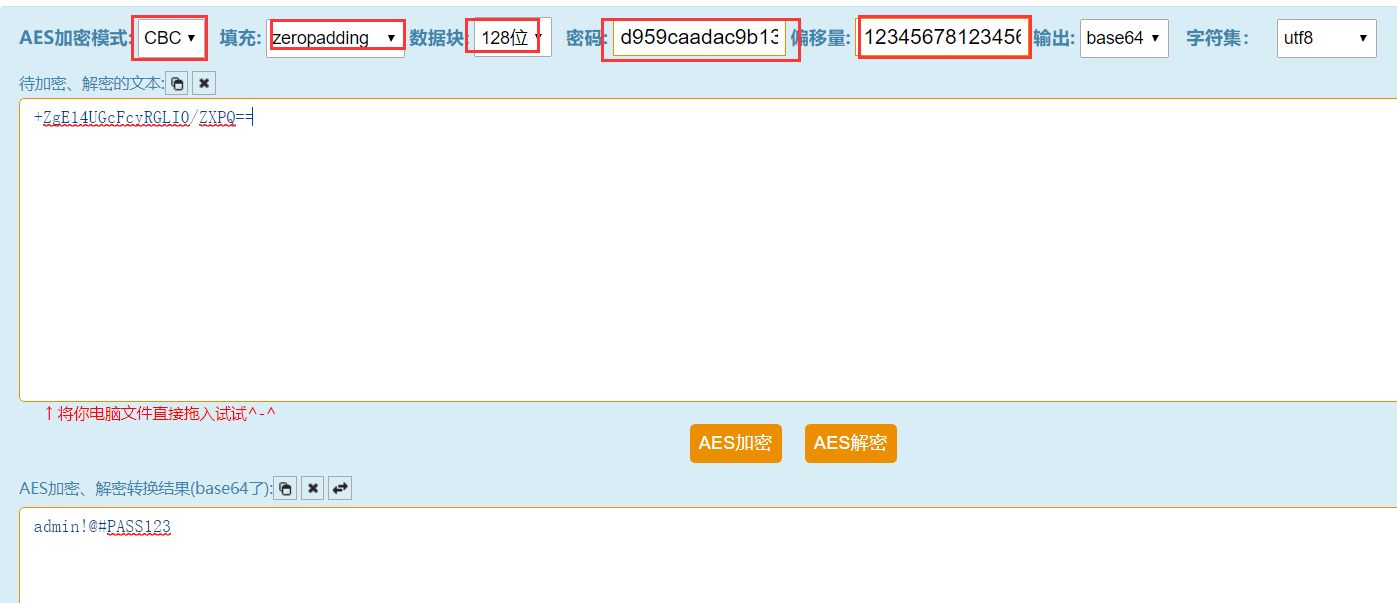 AES加密模式: CBC 填充: zeropadding 数据块: 128位 密码: d959caadac9b13 偏移量: 12345678123456 输出: base64 字符集: utf8
待加密、解密的文本:
+ZgE14UGcFcyRGLI0/ZXPQ==
↑将你电脑文件直接拖入试试^-^
AES加密 AES解密
AES加密、解密转换结果(base64了):
admin!@#PASS123